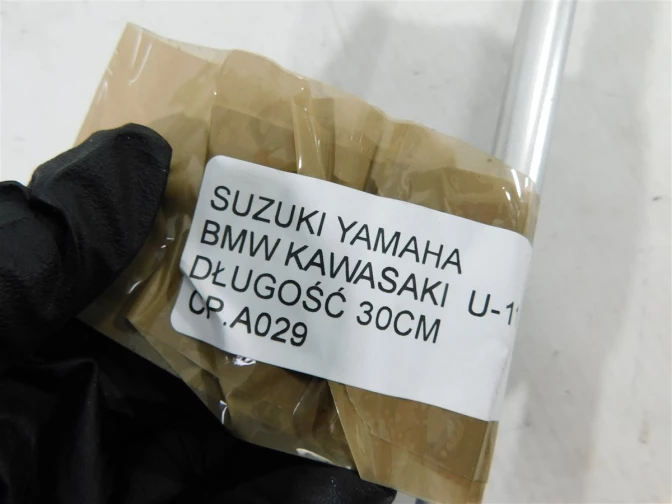 SUZUKI YAMAHA
BMW KAWASAKI U-1
DŁUGOŚĆ 30CM
CP.A029